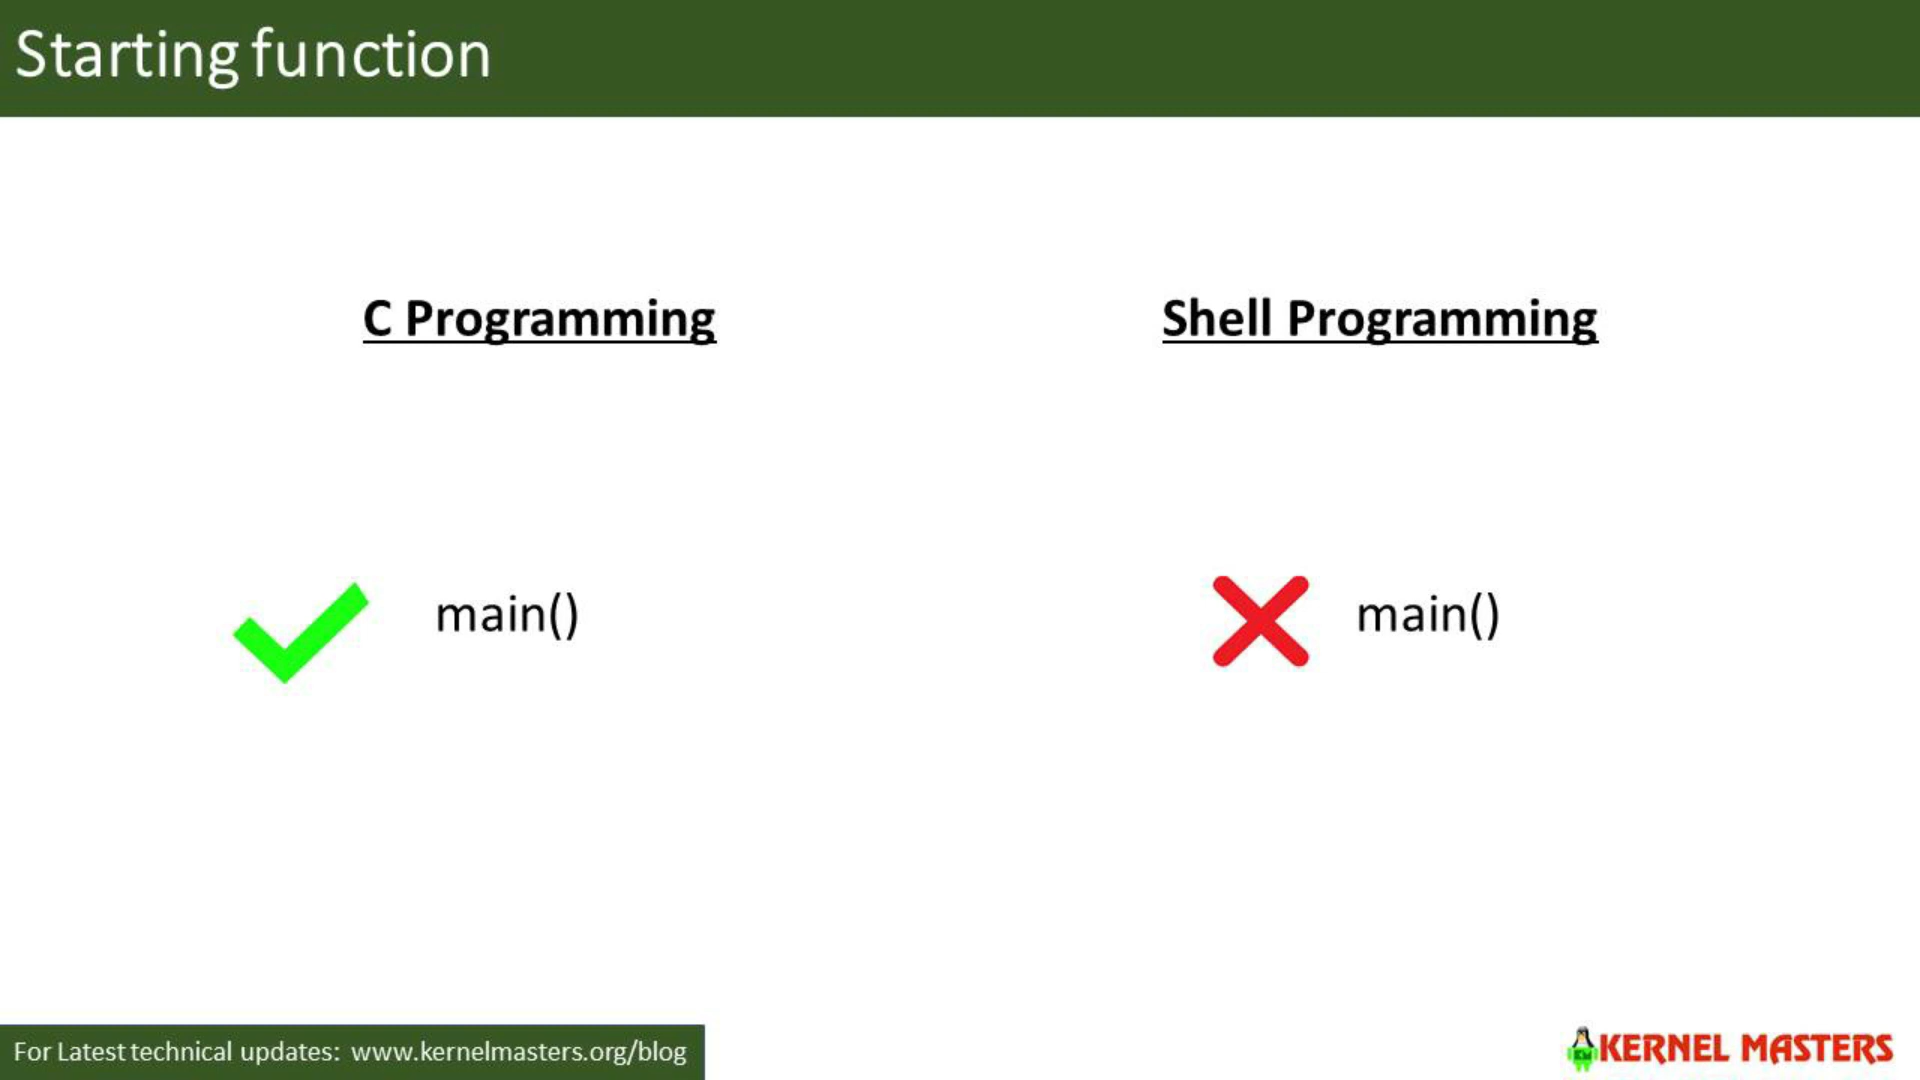 Starting function
C Programming
Shell Programming
main()
main()
For Latest technical updates: www.kernelmasters.org/blog
KERNEL MASTERS